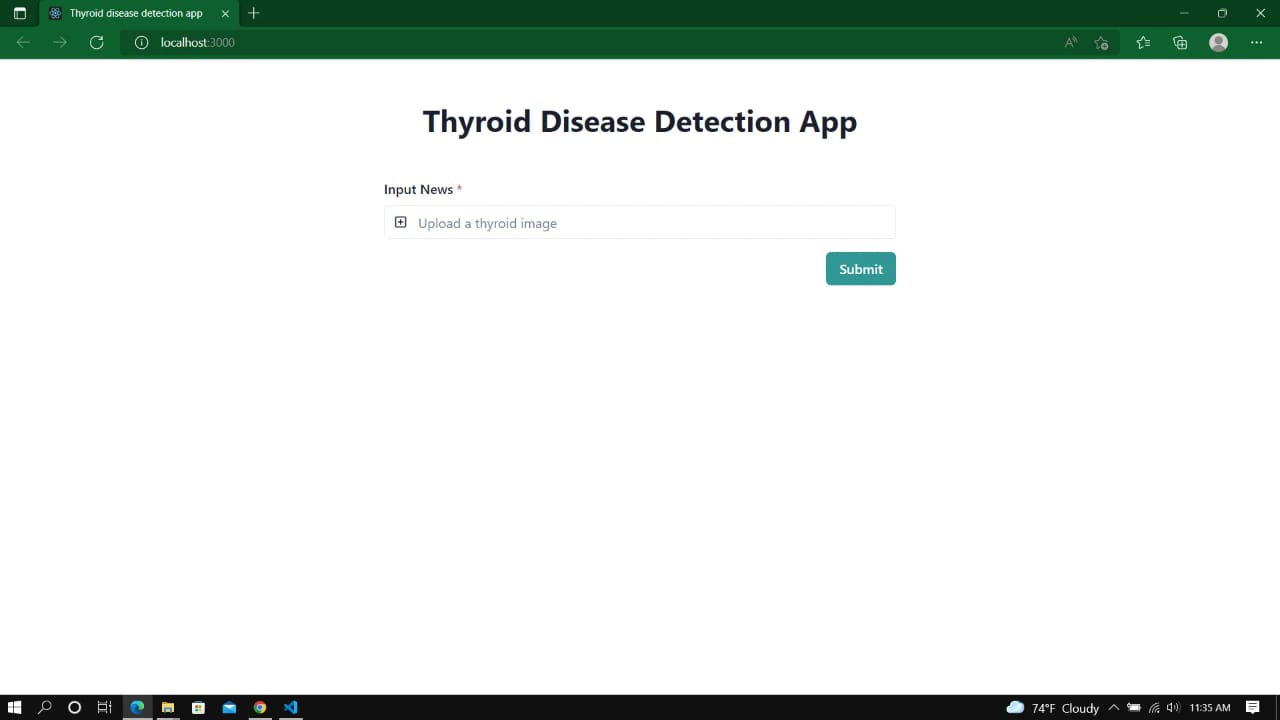 Thyroid disease detection app
localhost:3000
Thyroid Disease Detection App
Input News *
Upload a thyroid image
Submit
74°F Cloudy 11:35 AM